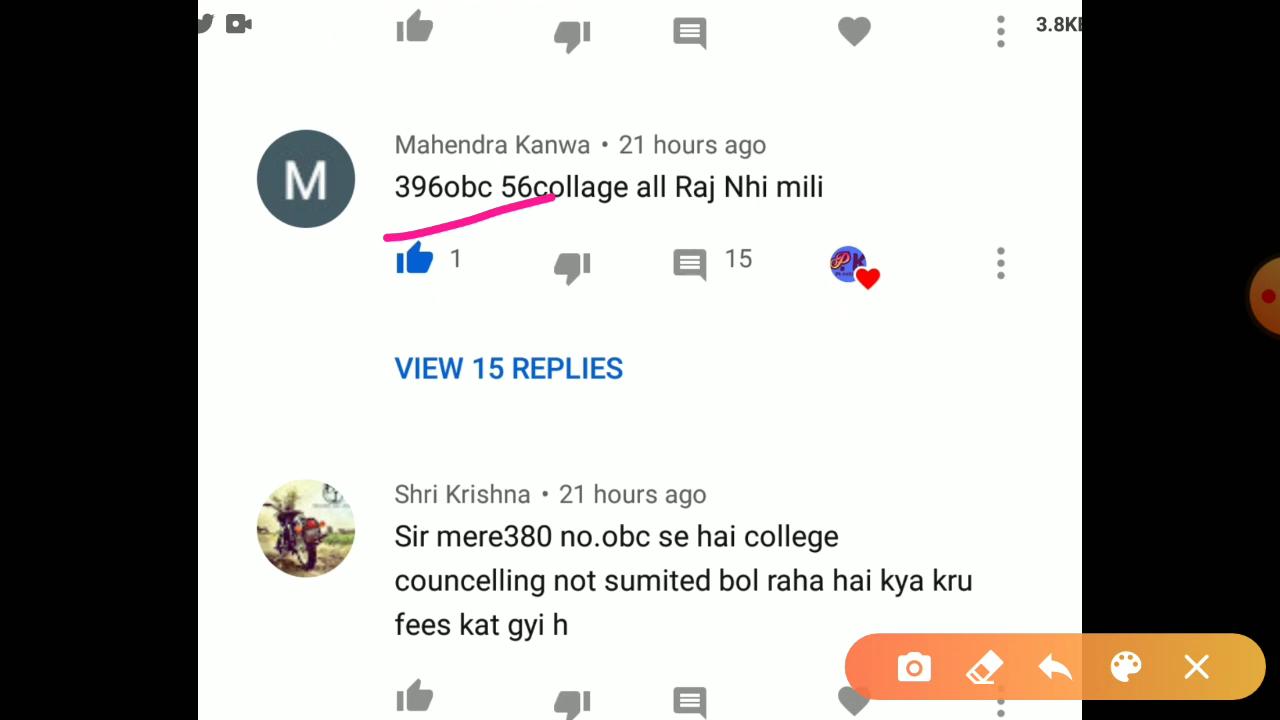 3.8K
Mahendra Kanwa • 21 hours ago
396obc 56collage all Raj Nhi mili
1
15
VIEW 15 REPLIES
Shri Krishna • 21 hours ago
Sir mere380 no.obc se hai college
councelling not sumited bol raha hai kya kru
fees kat gyi h